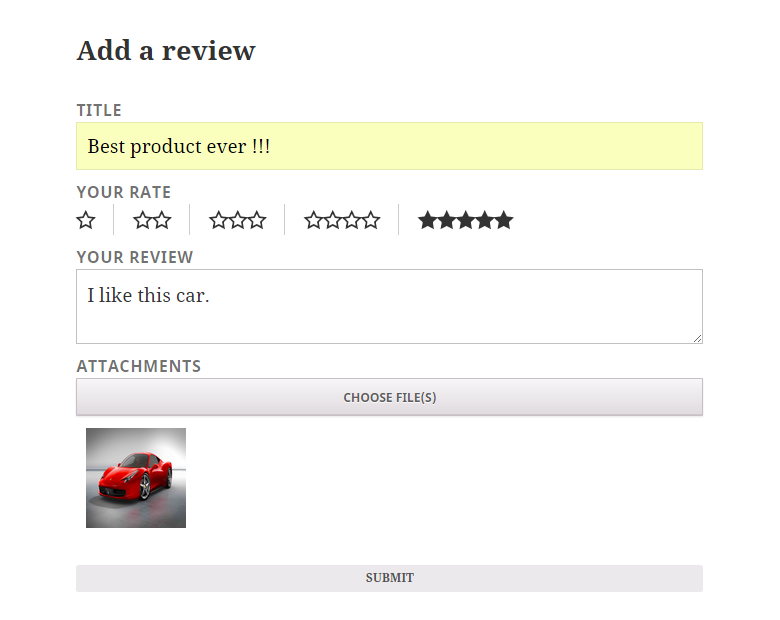 Add a review
TITLE
Best product ever !!!
YOUR RATE
YOUR REVIEW
I like this car.
ATTACHMENTS
CHOOSE FILE(S)
SUBMIT